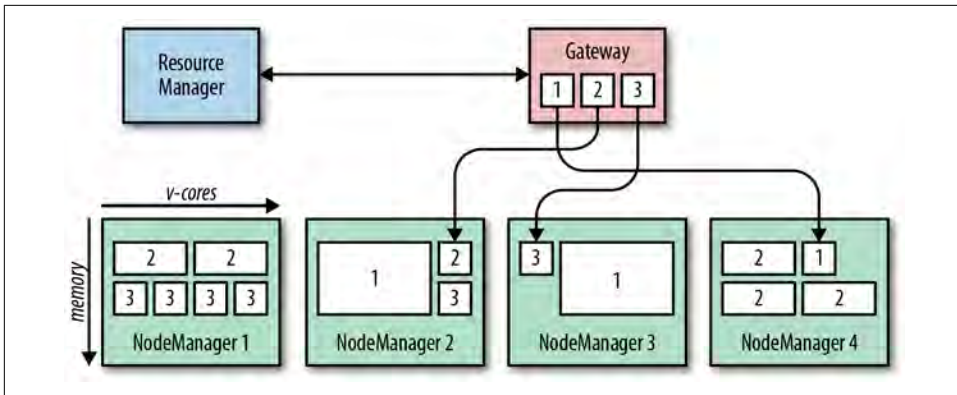 Resource
Manager
Gateway
1 2 3
v-cores
memory
2 2
3 3 3 3
NodeManager 1
1
2
3
NodeManager 2
3
1
NodeManager 3
2 1
2 2
NodeManager 4